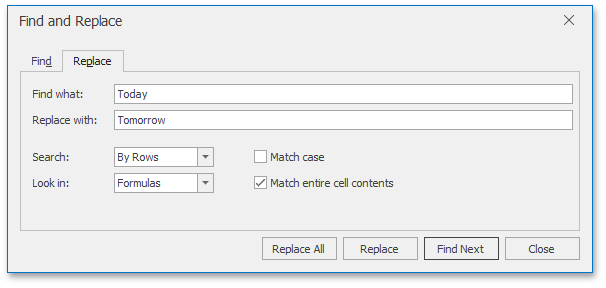 Find and Replace
Find Replace
Find what: Today
Replace with: Tomorrow
Search: By Rows Match case
Look in: Formulas Match entire cell contents
Replace All Replace Find Next Close